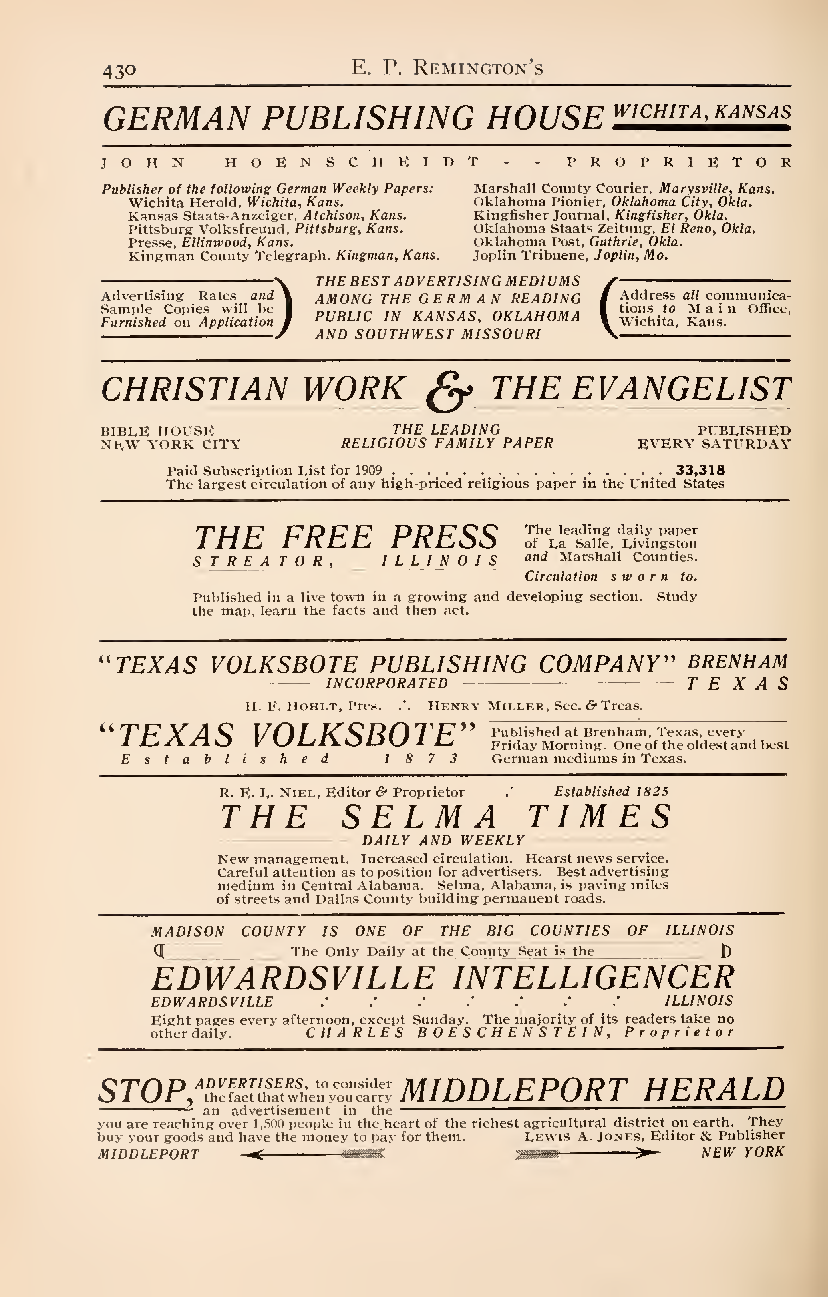 430
E. P. REMINGTON'S
GERMAN PUBLISHING HOUSE WICHITA, KANSAS
JOHN HOENSCHEIDT - - PROPRIETOR
Publisher of the following German Weekly Papers:
Wichita Herold, Wichita, Kans.
Kansas Staats-Anzeiger, Atchison, Kans.
Pittsburg Volksfreund, Pittsburg, Kans.
Presse, Ellinwood, Kans.
Kingman County Telegraph. Kingman, Kans.
Marshall County Courier, Marysville, Kans.
Oklahoma Pionier, Oklahoma City, Okla.
Kingfisher Journal, Kingfisher, Okla.
Oklahoma Staats Zeitung, El Reno, Okla.
Oklahoma Post, Guthrie, Okla.
Joplin Tribuene, Joplin, Mo.
Advertising Rates and
Sample Copies will be
Furnished on Application
THE BEST ADVERTISING MEDIUMS
AMONG THE GERMAN READING
PUBLIC IN KANSAS, OKLAHOMA
AND SOUTHWEST MISSOURI
Address all communica-
tions to Main Office,
Wichita, Kans.
CHRISTIAN WORK & THE EVANGELIST
BIBLE HOUSE
NEW YORK CITY
THE LEADING
RELIGIOUS FAMILY PAPER
PUBLISHED
EVERY SATURDAY
Paid Subscription List for 1909 . . . . . . . . . . . . . . . . 33,318
The largest circulation of any high-priced religious paper in the United States
THE FREE PRESS
STREATOR, ILLINOIS
The leading daily paper
of La Salle, Livingston
and Marshall Counties.
Circulation sworn to.
Published in a live town in a growing and developing section. Study
the map, learn the facts and then act.
"TEXAS VOLKSBOTE PUBLISHING COMPANY" BRENHAM
INCORPORATED TEXAS
H. F. HOHLT, Pres. .·. HENRY MILLER, Sec. & Treas.
"TEXAS VOLKSBOTE"
Established 1873
Published at Brenham, Texas, every
Friday Morning. One of the oldest and best
German mediums in Texas.
R. E. L. NIEL, Editor & Proprietor .· Established 1825
THE SELMA TIMES
DAILY AND WEEKLY
New management. Increased circulation. Hearst news service.
Careful attention as to position for advertisers. Best advertising
medium in Central Alabama. Selma, Alabama, is paving miles
of streets and Dallas County building permanent roads.
MADISON COUNTY IS ONE OF THE BIG COUNTIES OF ILLINOIS
The Only Daily at the County Seat is the
EDWARDSVILLE INTELLIGENCER
EDWARDSVILLE .· .· .· .· .· .· .· ILLINOIS
Eight pages every afternoon, except Sunday. The majority of its readers take no
other daily. CHARLES BOESCHENSTEIN, Proprietor
STOP, ADVERTISERS, to consider
the fact that when you carry
an advertisement in the
MIDDLEPORT HERALD
you are reaching over 1,500 people in the heart of the richest agricultural district on earth. They
buy your goods and have the money to pay for them. LEWIS A. JONES, Editor & Publisher
MIDDLEPORT NEW YORK